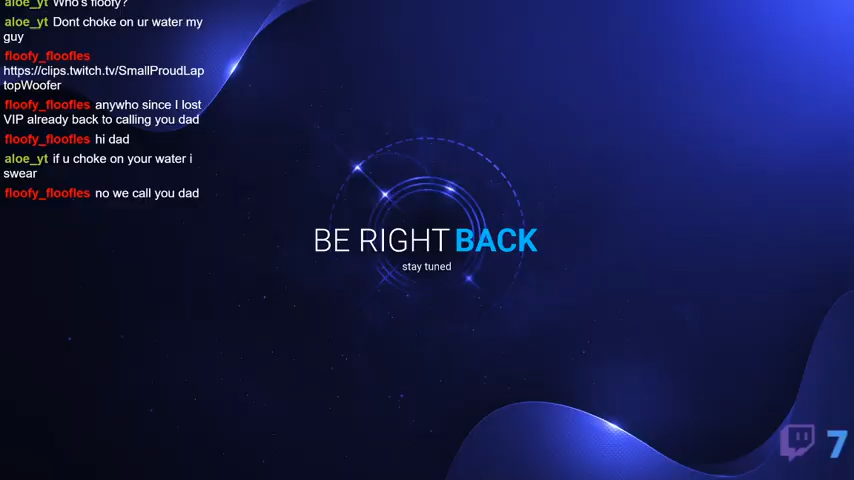 aloe_yt Who's floofy?
aloe_yt Dont choke on ur water my
guy
floofy_floofles
https://clips.twitch.tv/SmallProudLap
topWoofer
floofy_floofles anywho since I lost
VIP already back to calling you dad
floofy_floofles hi dad
aloe_yt if u choke on your water i
swear
floofy_floofles no we call you dad
BE RIGHT BACK
stay tuned
7